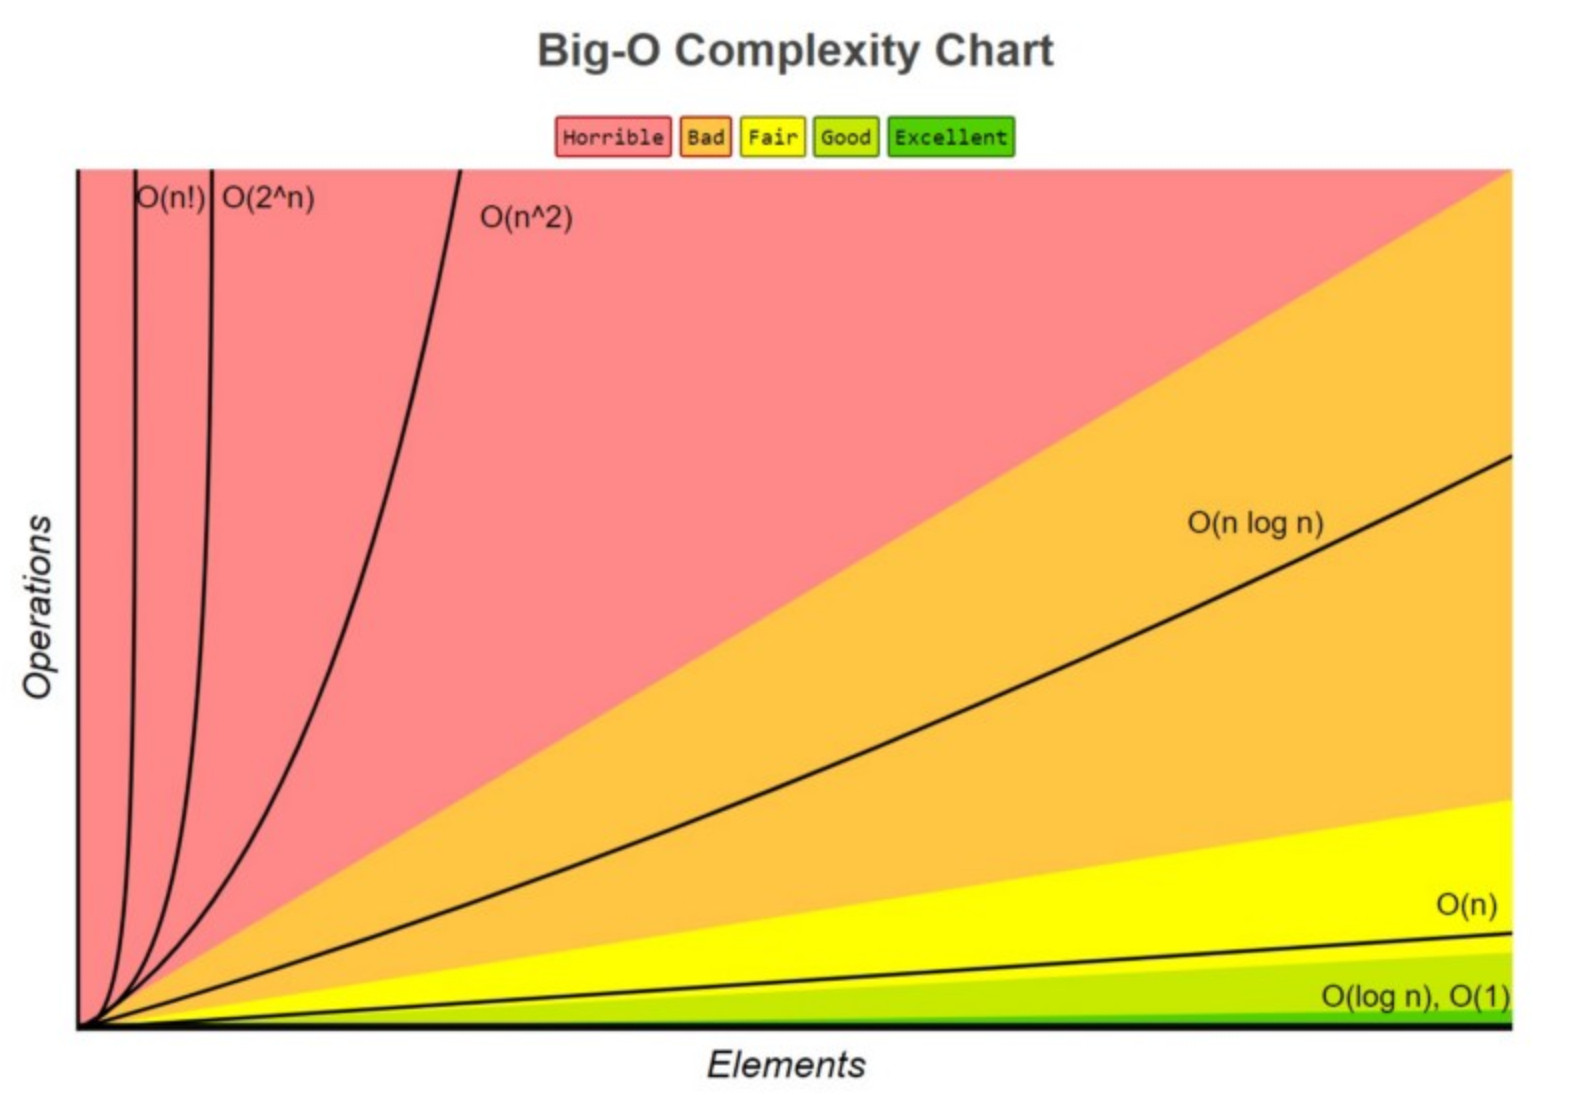 Big-O Complexity Chart
Horrible Bad Fair Good Excellent
O(n!) O(2^n)
O(n^2)
O(n log n)
O(n)
O(log n), O(1)
Operations
Elements